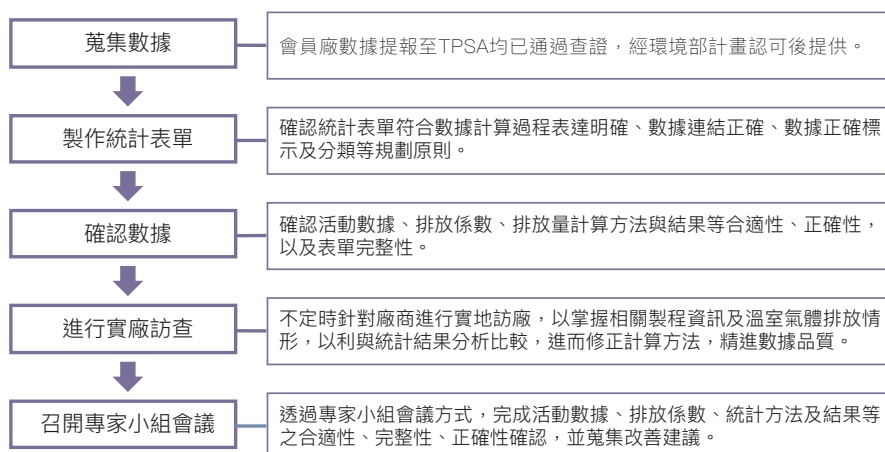 蒐集數據
會員廠數據提報至TPSA均已通過查證，經環境部計畫認可後提供。
製作統計表單
確認統計表單符合數據計算過程表達明確、數據連結正確、數據正確標
示及分類等規劃原則。
確認數據
確認活動數據、排放係數、排放量計算方法與結果等合適性、正確性，
以及表單完整性。
進行實廠訪查
不定時針對廠商進行實地訪廠，以掌握相關製程資訊及溫室氣體排放情
形，以利與統計結果分析比較，進而修正計算方法，精進數據品質。
召開專家小組會議
透過專家小組會議方式，完成活動數據、排放係數、統計方法及結果等
之合適性、完整性、正確性確認，並蒐集改善建議。